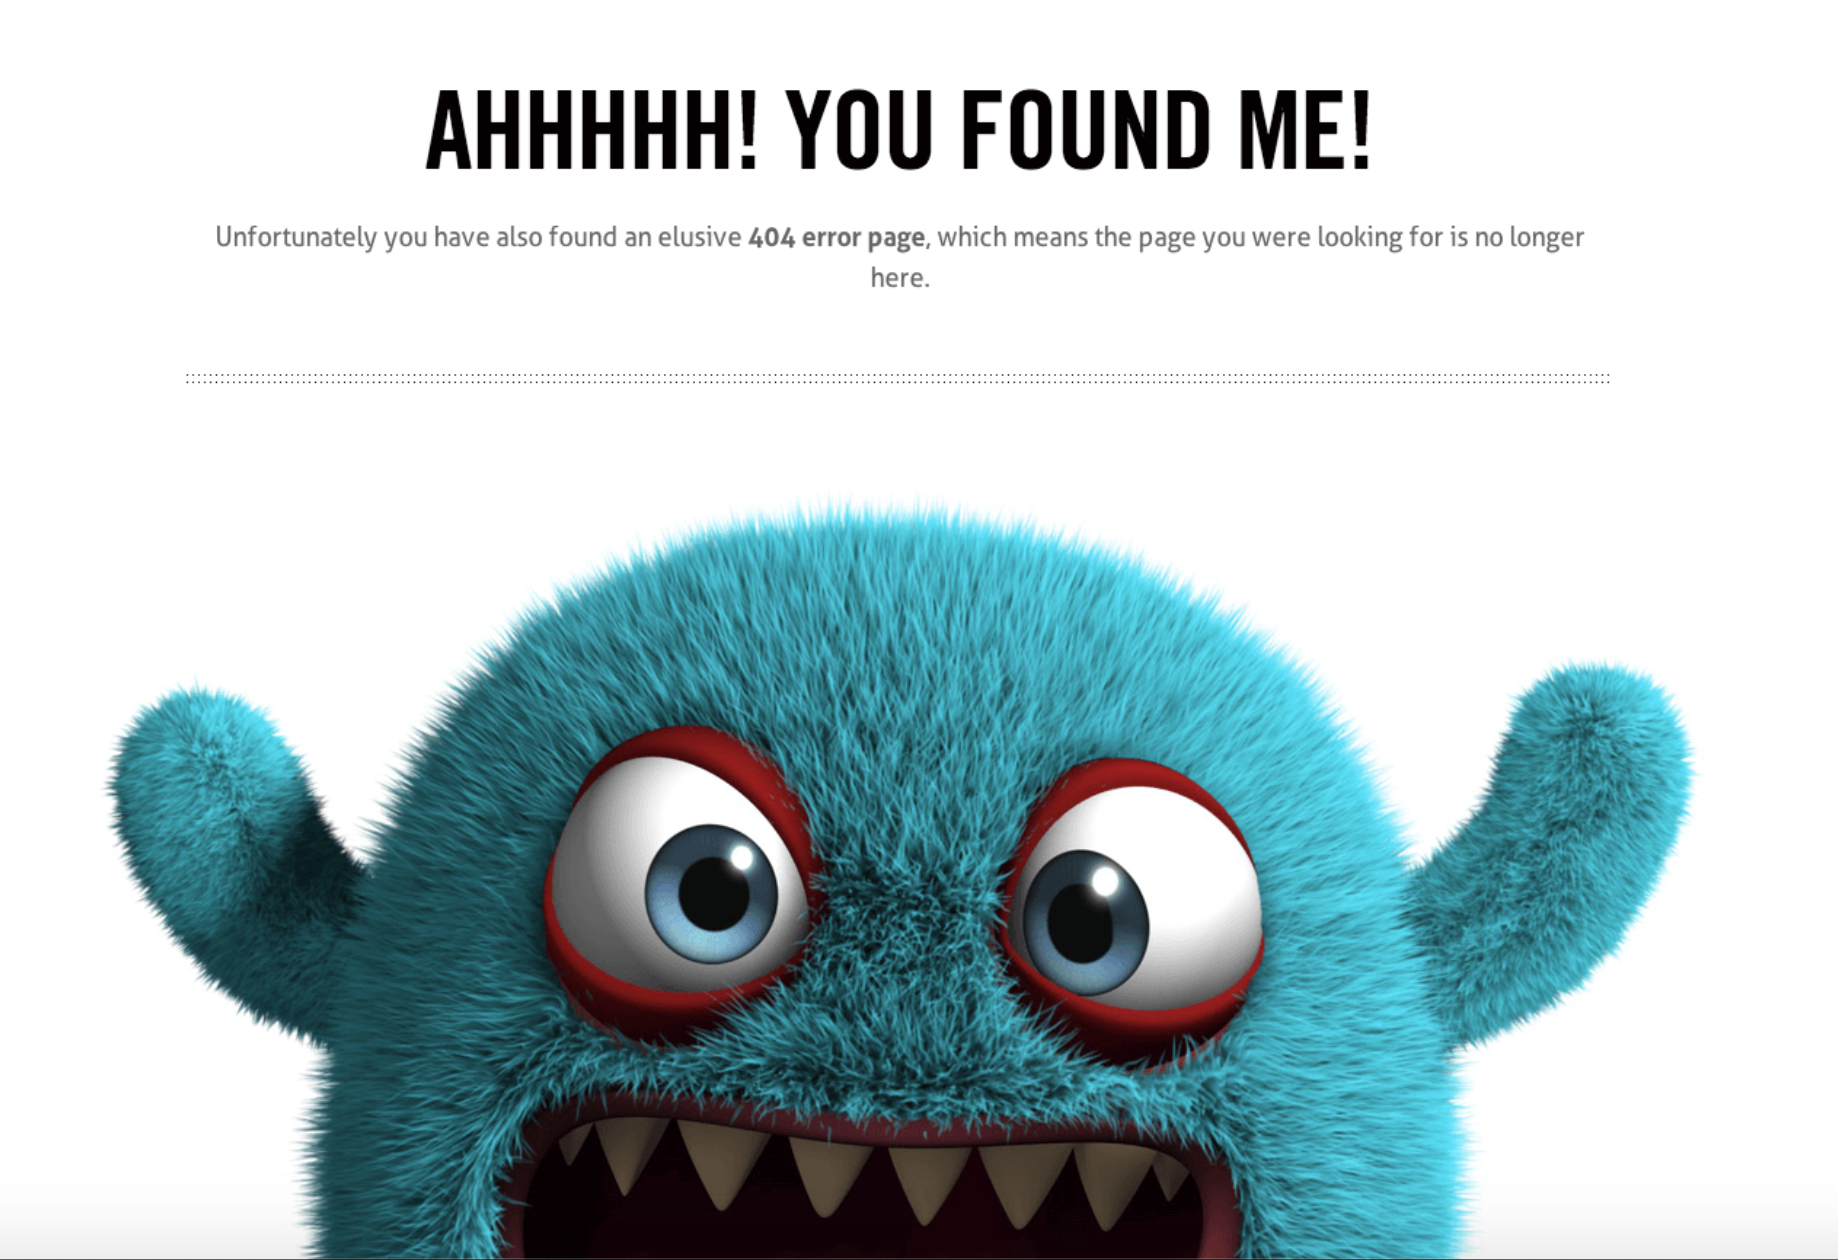 AHHHHH! YOU FOUND ME!
Unfortunately you have also found an elusive 404 error page, which means the page you were looking for is no longer
here.